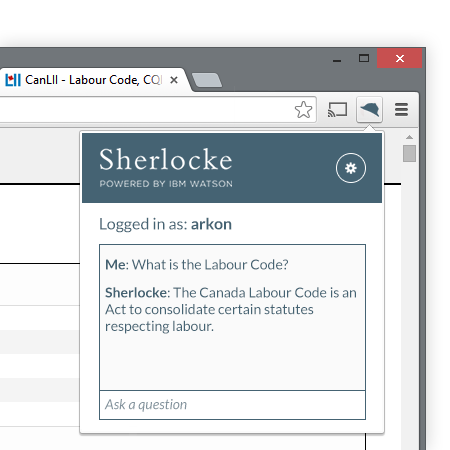 CanLII - Labour Code, CQ
Sherlocke
POWERED BY IBM WATSON
Logged in as: arkon
Me: What is the Labour Code?
Sherlocke: The Canada Labour Code is an
Act to consolidate certain statutes
respecting labour.
Ask a question